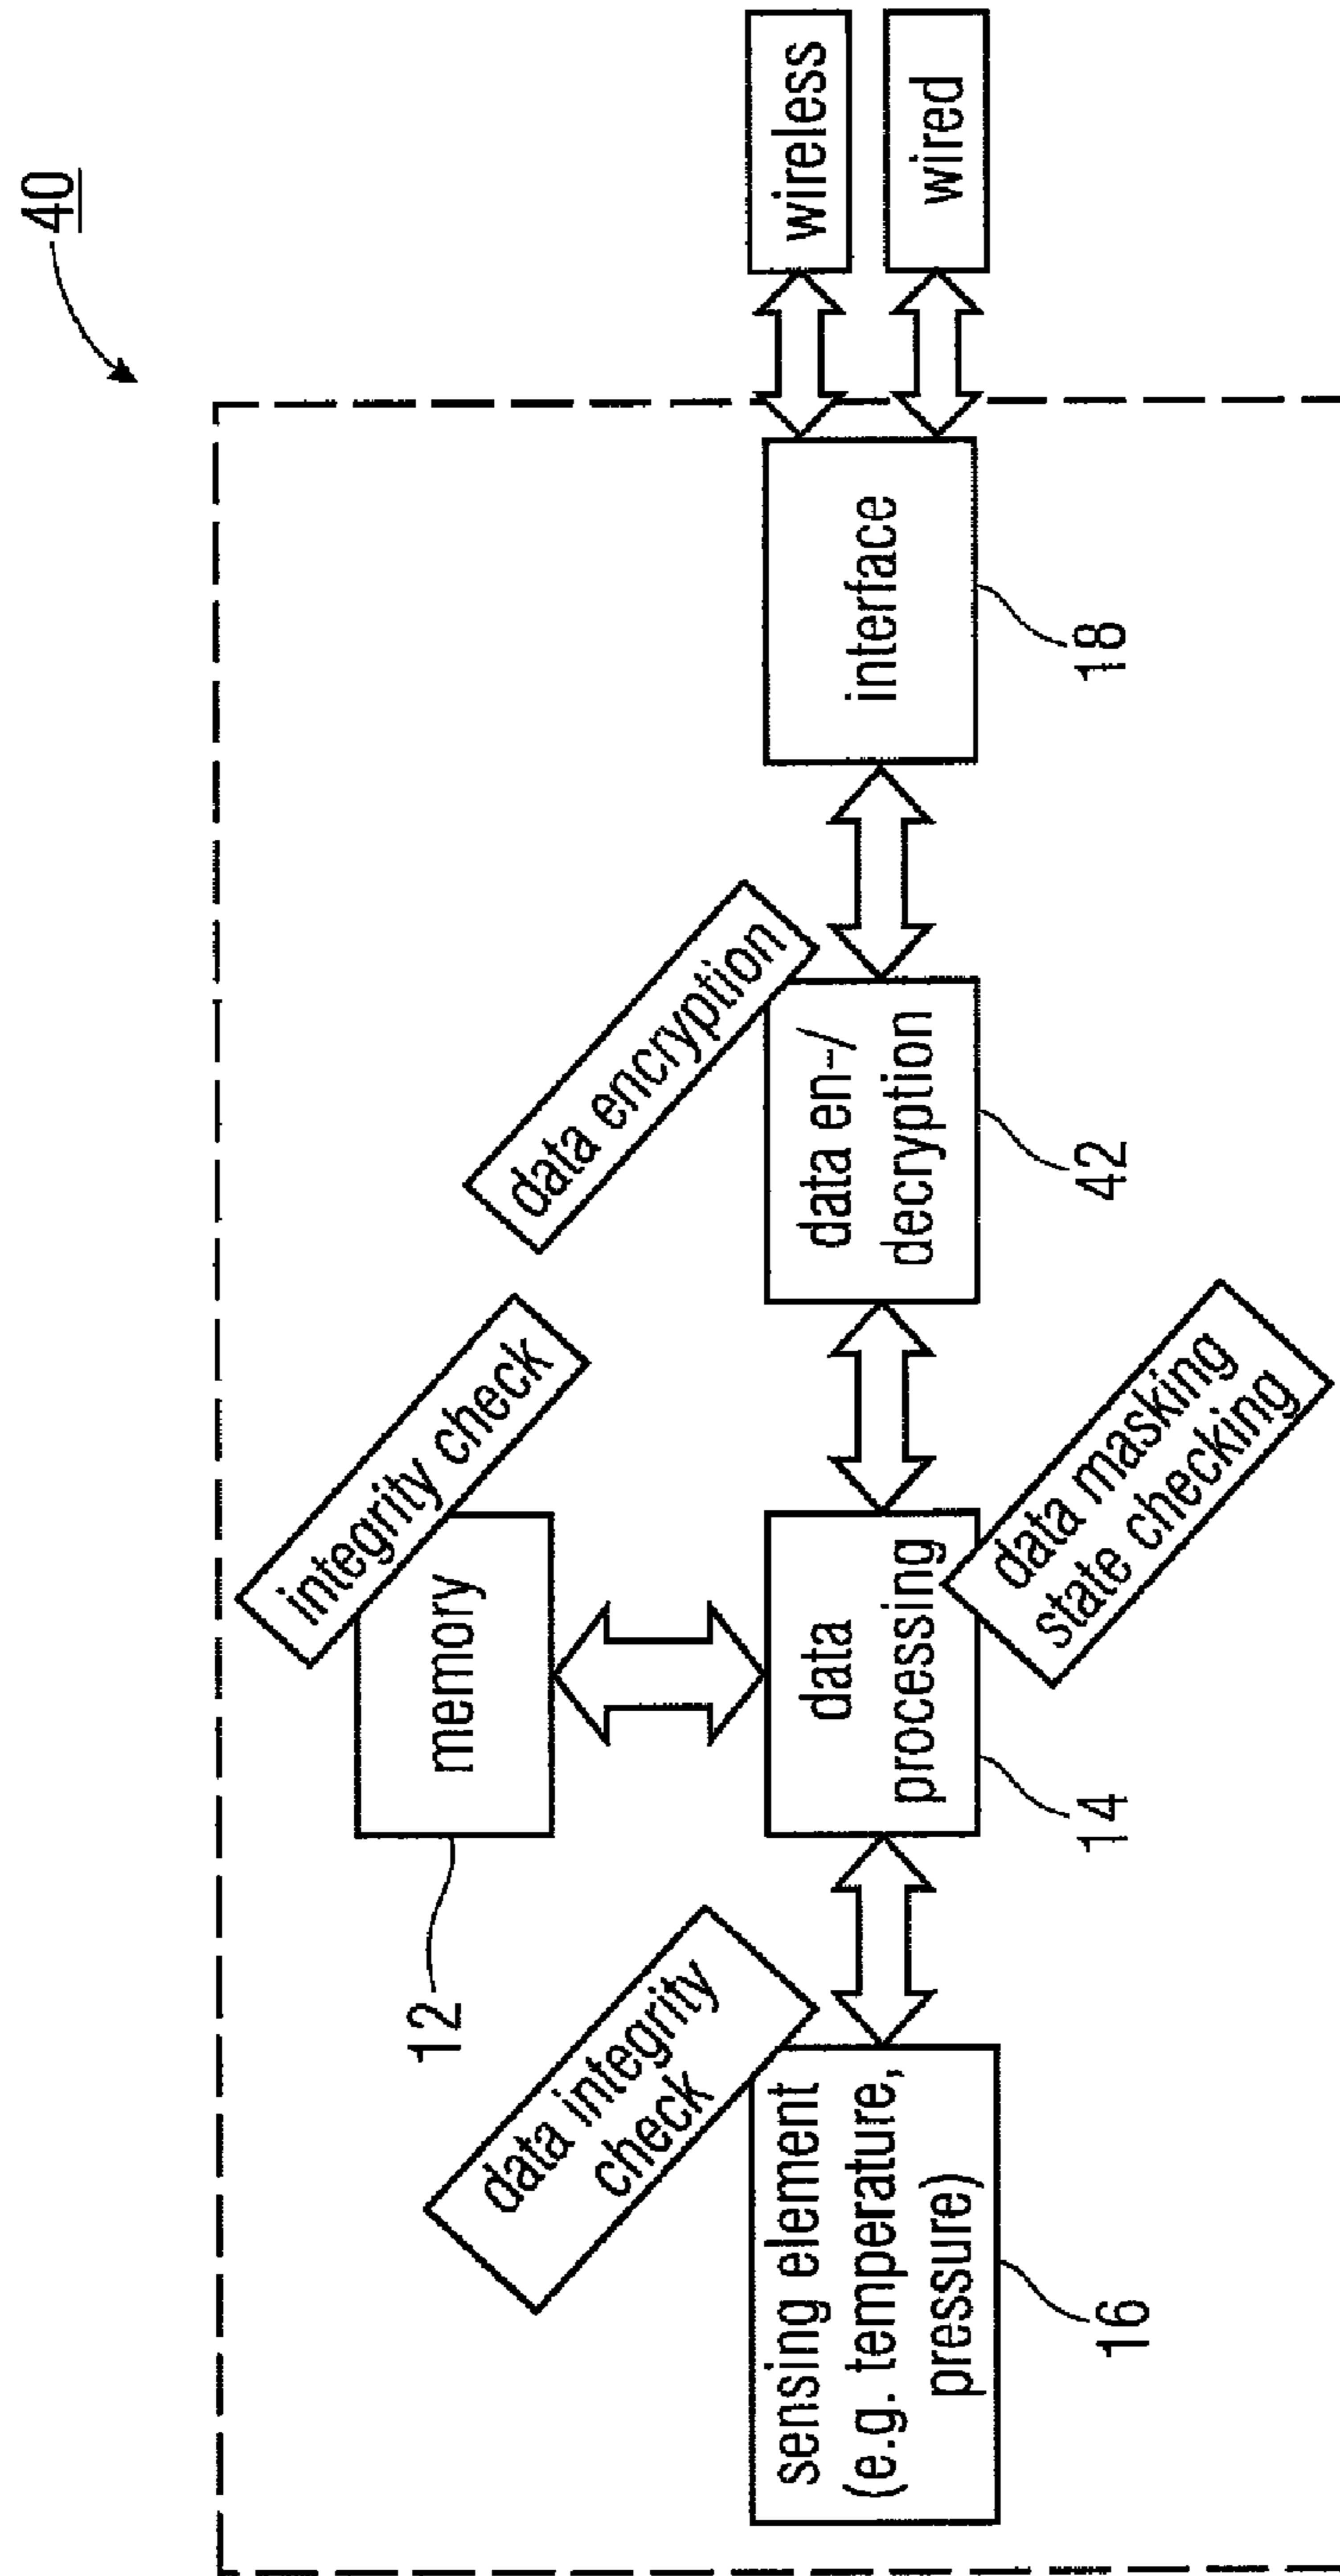 40
integrity check
memory
12
data integrity
check
data encryption
sensing element
(e.g. temperature,
pressure)
16
data
processing
14
data masking
state checking
data en--/
decryption
42
interface
18
wireless
wired